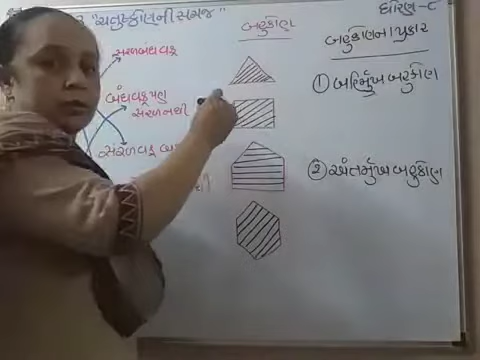 "ચતુષ્કોણની સમજ"
ધોરણ-૮
સરળબંધ વક્ર
બંધવક્ર પણ
સરળ નથી
સરળવક્ર
બહુકોણ
બહુકોણના પ્રકાર
① બહિર્મુખ બહુકોણ
② અંતર્મુખ બહુકોણ